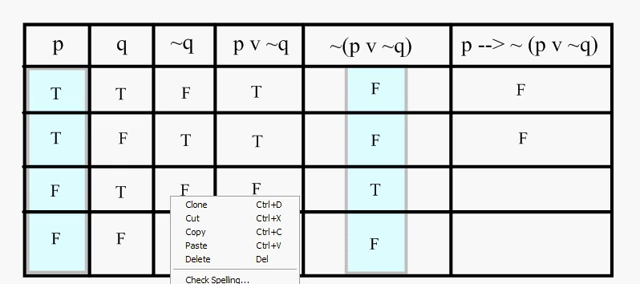 p q ~q p v ~q ~(p v ~q) p --> ~ (p v ~q)
T T F T F F
T F T T F F
F T F F T
F F F
Clone Ctrl+D
Cut Ctrl+X
Copy Ctrl+C
Paste Ctrl+V
Delete Del
Check Spelling...